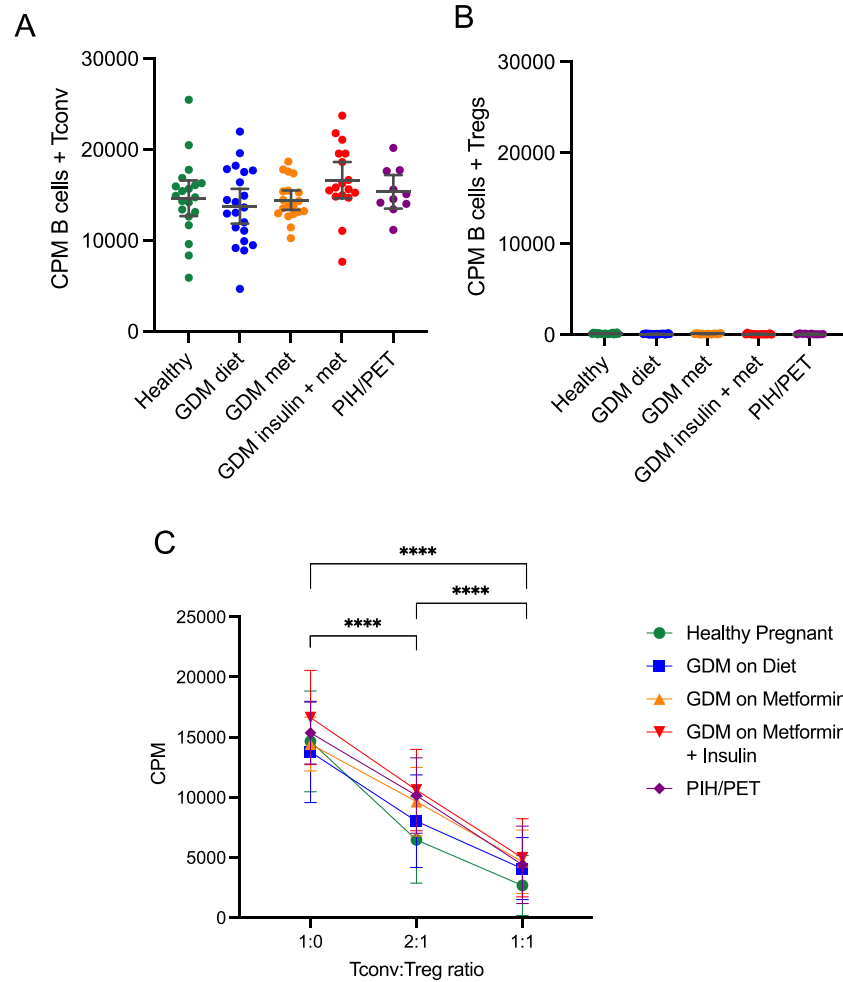 A
CPM B cells + Tconv
30000
20000
10000
0
Healthy
GDM diet
GDM met
GDM insulin + met
PIH/PET
B
CPM B cells + Tregs
30000
20000
10000
0
Healthy
GDM diet
GDM met
GDM insulin + met
PIH/PET
C
****
****
****
CPM
25000
20000
15000
10000
5000
0
1:0
2:1
1:1
Tconv:Treg ratio
Healthy Pregnant
GDM on Diet
GDM on Metformin
GDM on Metformin
+ Insulin
PIH/PET